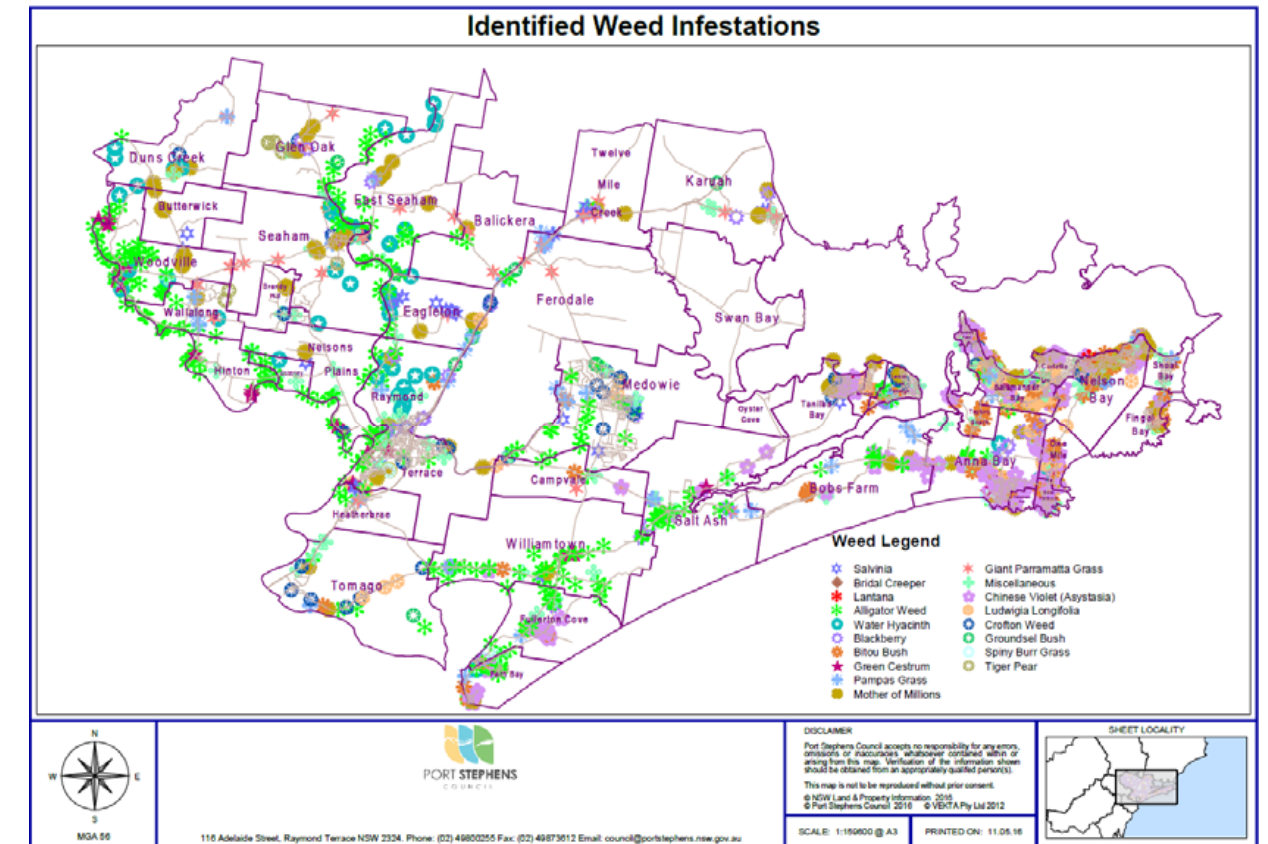 Identified Weed Infestations
Twelve
Mile
Creek
Karuah
Glen Oak
Duns Creek
East Seaham
Butterwick
Balickera
Seaham
Woodville
Brandy
Hill
Ferodale
Eagleton
Wallalong
Swan Bay
Nelsons
Plains
Hinton
Medowie
Raymond
Terrace
Oyster
Cove
Tanilba
Bay
Nelson
Bay
Shoal
Bay
Fingal
Bay
One
Mile
Anna Bay
Campvale
Bobs Farm
Salt Ash
Heatherbrae
Williamtown
Tomago
Fullerton Cove
Weed Legend
Salvinia
Bridal Creeper
Lantana
Alligator Weed
Water Hyacinth
Blackberry
Bitou Bush
Green Cestrum
Pampas Grass
Mother of Millions
Giant Parramatta Grass
Miscellaneous
Chinese Violet (Asystasia)
Ludwigia Longifolia
Crofton Weed
Groundsel Bush
Spiny Burr Grass
Tiger Pear
N
W
E
S
MGA 56
PORT STEPHENS
COUNCIL
116 Adelaide Street, Raymond Terrace NSW 2324. Phone: (02) 49800255 Fax: (02) 49873612 Email: council@portstephens.nsw.gov.au
DISCLAIMER
Port Stephens Council accepts no responsibility for any errors,
omissions or inaccuracies whatsoever contained within or
arising from this map. Verification of the information shown
should be obtained from an appropriately qualified person(s).
This map is not to be reproduced without prior consent.
© NSW Land & Property Information 2016
© Port Stephens Council 2016 © VEKTA Pty Ltd 2012
SCALE: 1:169600 @ A3
PRINTED ON: 11.05.16
SHEET LOCALITY